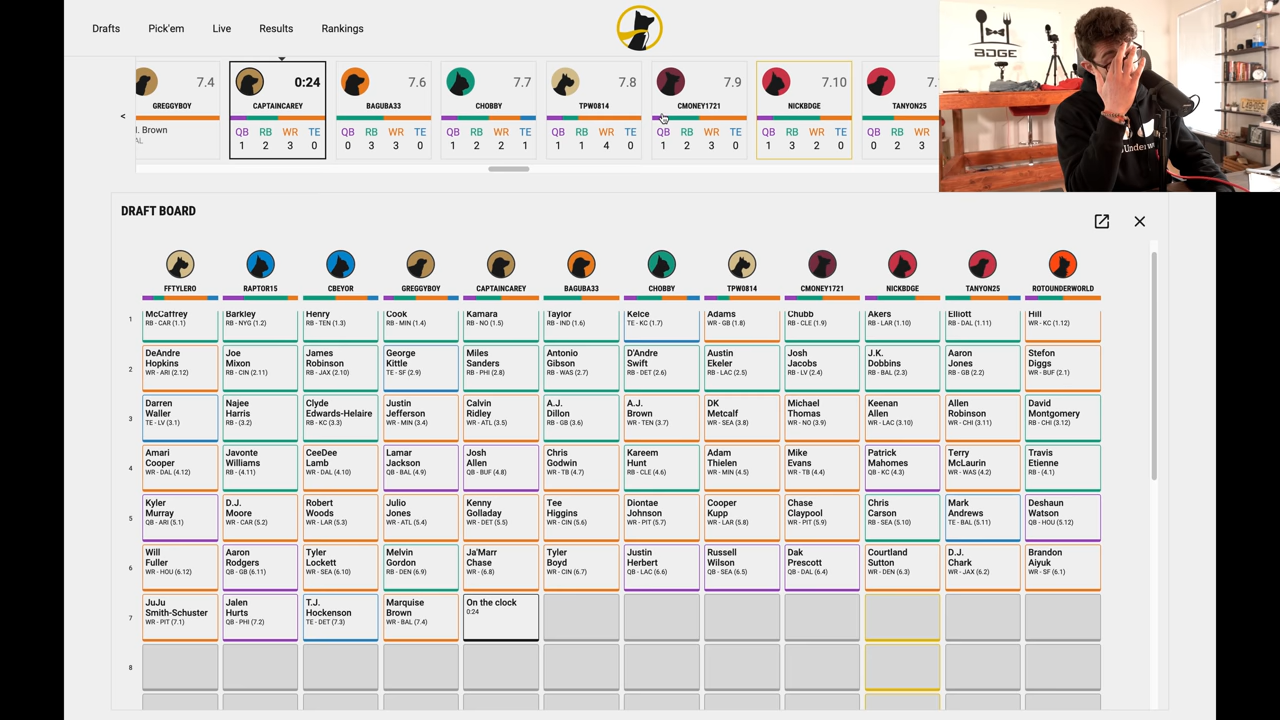 Drafts Pick'em Live Results Rankings
BDGE
7.4 0:24 7.6 7.7 7.8 7.9 7.10
GREGGYBOY CAPTAINCAREY BAGUBA33 CHOBBY TPW0814 CMONEY1721 NICKBDGE TANYON25
QB RB WR TE QB RB WR TE QB RB WR TE QB RB WR TE QB RB WR TE QB RB WR TE QB RB WR
1 2 3 0 0 3 3 0 1 2 2 1 1 1 4 0 1 2 3 0 1 3 2 0 0 2 3
<
DRAFT BOARD
FFTYLERO RAPTOR15 CBEYOR GREGGYBOY CAPTAINCAREY BAGUBA33 CHOBBY TPW0814 CMONEY1721 NICKBDGE TANYON25 ROTOUNDERWORLD
1 McCaffrey Barkley Henry Cook Kamara Taylor Kelce Adams Chubb Akers Elliott Hill
RB - CAR (1.1) RB - NYG (1.2) RB - TEN (1.3) RB - MIN (1.4) RB - NO (1.5) RB - IND (1.6) TE - KC (1.7) WR - GB (1.8) RB - CLE (1.9) RB - LAR (1.10) RB - DAL (1.11) WR - KC (1.12)
2 DeAndre Hopkins Joe Mixon James Robinson George Kittle Miles Sanders Antonio Gibson D'Andre Swift Austin Ekeler Josh Jacobs J.K. Dobbins Aaron Jones Stefon Diggs
WR - ARI (2.12) RB - CIN (2.11) RB - JAX (2.10) TE - SF (2.9) RB - PHI (2.8) RB - WAS (2.7) RB - DET (2.6) RB - LAC (2.5) RB - LV (2.4) RB - BAL (2.3) RB - GB (2.2) WR - BUF (2.1)
3 Darren Waller Najee Harris Clyde Edwards-Helaire Justin Jefferson Calvin Ridley A.J. Dillon A.J. Brown DK Metcalf Michael Thomas Keenan Allen Allen Robinson David Montgomery
TE - LV (3.1) RB - (3.2) RB - KC (3.3) WR - MIN (3.4) WR - ATL (3.5) RB - GB (3.6) WR - TEN (3.7) WR - SEA (3.8) WR - NO (3.9) WR - LAC (3.10) WR - CHI (3.11) RB - CHI (3.12)
4 Amari Cooper Javonte Williams CeeDee Lamb Lamar Jackson Josh Allen Chris Godwin Kareem Hunt Adam Thielen Mike Evans Patrick Mahomes Terry McLaurin Travis Etienne
WR - DAL (4.12) RB - (4.11) WR - DAL (4.10) QB - BAL (4.9) QB - BUF (4.8) WR - TB (4.7) RB - CLE (4.6) WR - MIN (4.5) WR - TB (4.4) QB - KC (4.3) WR - WAS (4.2) RB - (4.1)
5 Kyler Murray D.J. Moore Robert Woods Julio Jones Kenny Golladay Tee Higgins Diontae Johnson Cooper Kupp Chase Claypool Chris Carson Mark Andrews Deshaun Watson
QB - ARI (5.1) WR - CAR (5.2) WR - LAR (5.3) WR - ATL (5.4) WR - DET (5.5) WR - CIN (5.6) WR - PIT (5.7) WR - LAR (5.8) WR - PIT (5.9) RB - SEA (5.10) TE - BAL (5.11) QB - HOU (5.12)
6 Will Fuller Aaron Rodgers Tyler Lockett Melvin Gordon Ja'Marr Chase Tyler Boyd Justin Herbert Russell Wilson Dak Prescott Courtland Sutton D.J. Chark Brandon Aiyuk
WR - HOU (6.12) QB - GB (6.11) WR - SEA (6.10) RB - DEN (6.9) WR - (6.8) WR - CIN (6.7) QB - LAC (6.6) QB - SEA (6.5) QB - DAL (6.4) WR - DEN (6.3) WR - JAX (6.2) WR - SF (6.1)
7 JuJu Smith-Schuster Jalen Hurts T.J. Hockenson Marquise Brown On the clock
WR - PIT (7.1) QB - PHI (7.2) TE - DET (7.3) WR - BAL (7.4) 0:24
8